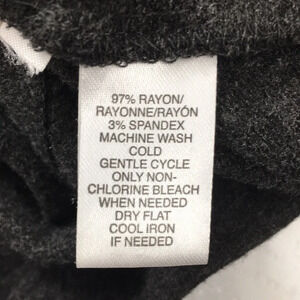 97% RAYON/
RAYONNE/RAYÓN
3% SPANDEX
MACHINE WASH
COLD
GENTLE CYCLE
ONLY NON-
CHLORINE BLEACH
WHEN NEEDED
DRY FLAT
COOL IRON
IF NEEDED